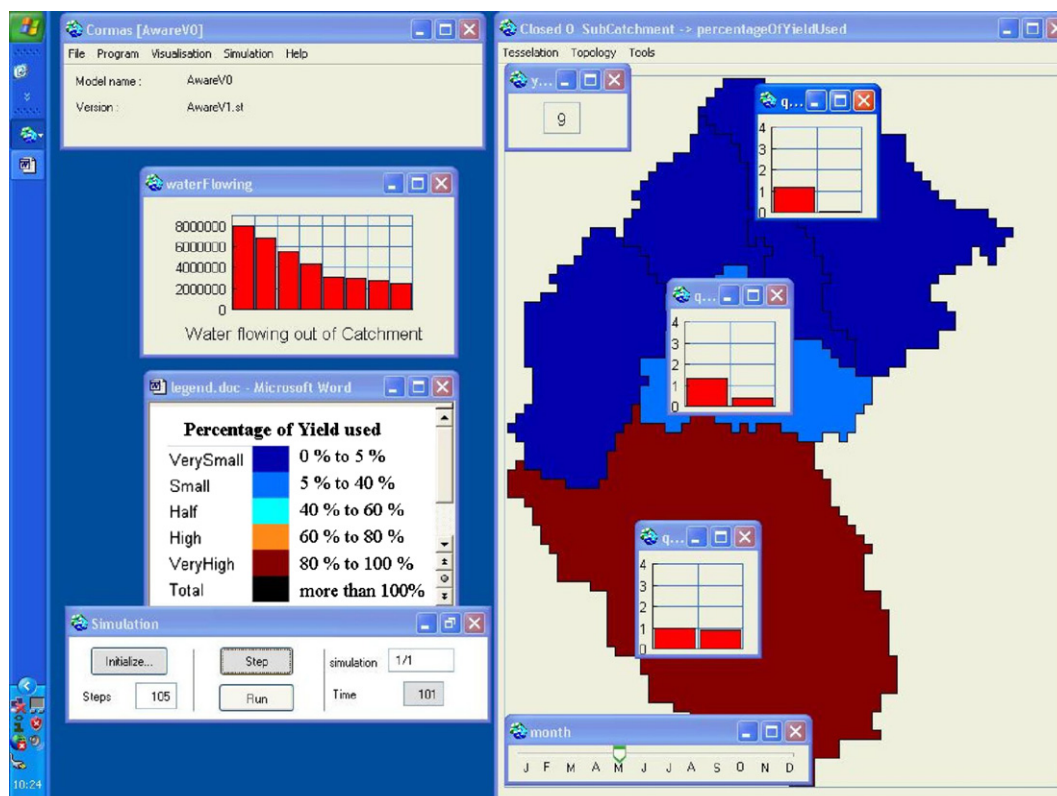 Cormas [AwareV0]
File Program Visualisation Simulation Help
Model name : AwareV0
Version : AwareV1.st
waterFlowing
8000000
6000000
4000000
2000000
0
Water flowing out of Catchment
legend.doc - Microsoft Word
Percentage of Yield used
VerySmall 0 % to 5 %
Small 5 % to 40 %
Half 40 % to 60 %
High 60 % to 80 %
VeryHigh 80 % to 100 %
Total more than 100%
Simulation
Initialize... Step simulation 1/1
Steps 105 Run Time 101
10:24
Closed 0 SubCatchment -> percentageOfYieldUsed
Tesselation Topology Tools
y...
9
q...
4
3
2
1
0
q...
4
3
2
1
0
q...
4
3
2
1
0
month
J F M A M J J A S O N D